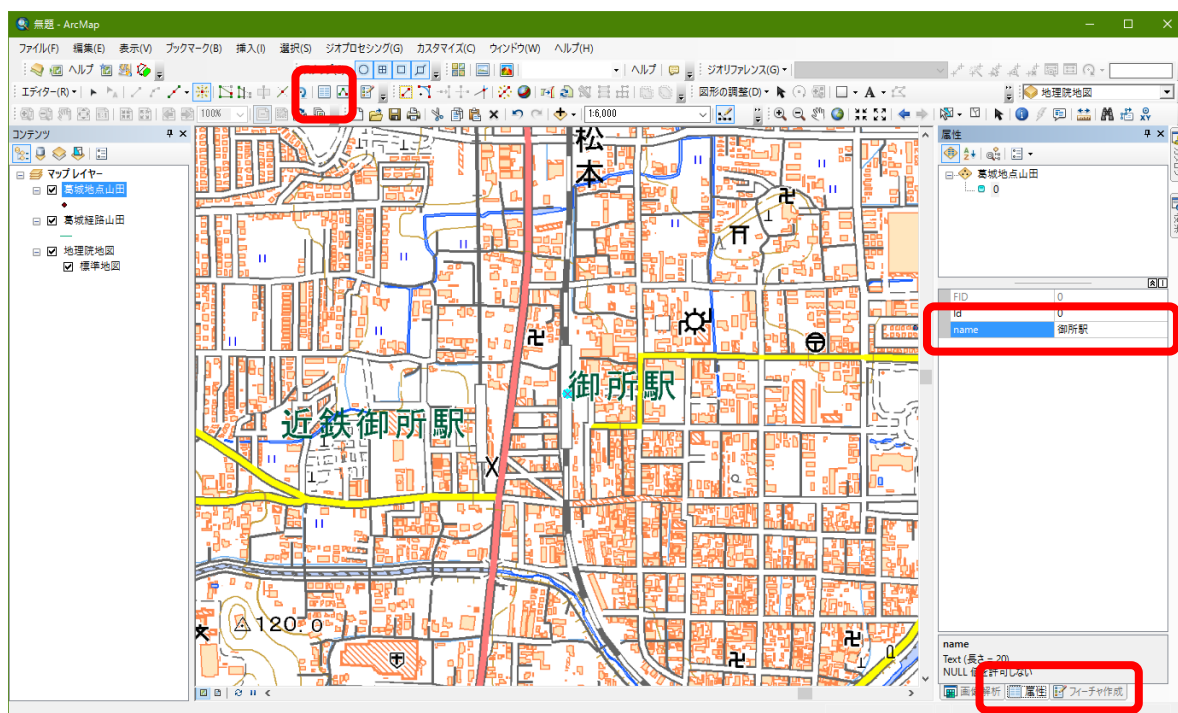 無題 - ArcMap
ファイル(F) 編集(E) 表示(V) ブックマーク(B) 挿入(I) 選択(S) ジオプロセシング(G) カスタマイズ(C) ウィンドウ(W) ヘルプ(H)
ヘルプ ヘルプ ジオリファレンス(G)
エディター(R) 図形の調整(D) A 地理院地図
100% 1:6,000
コンテンツ
マップ レイヤー
葛城地点山田
葛城経路山田
地理院地図
標準地図
松本
御所駅
近鉄御所駅
120.0
属性
葛城地点山田
0
FID 0
Id 0
name 御所駅
name
Text (長さ = 20)
NULL 値を許可しない
属性 フィーチャ作成